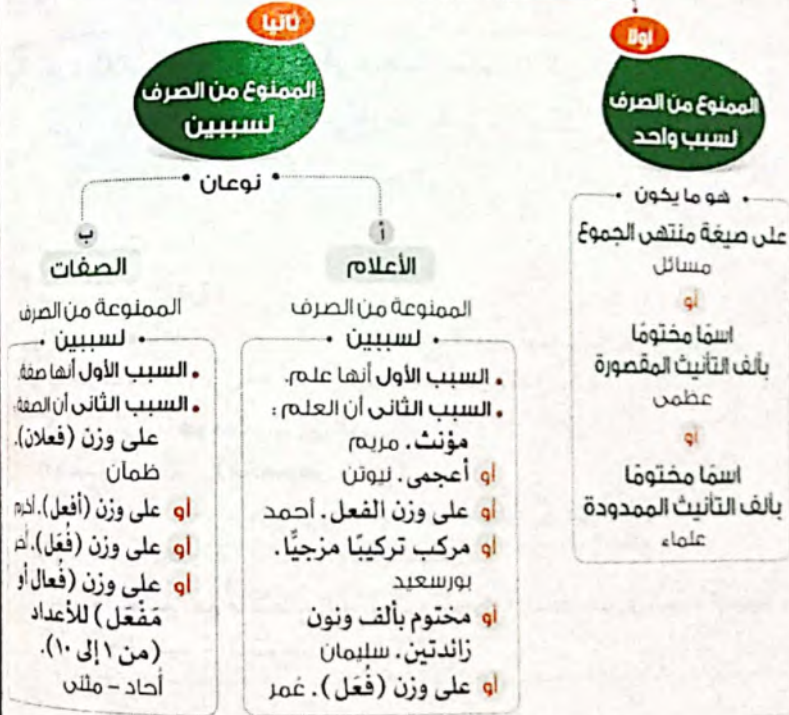 أولا
الممنوع من الصرف
لسبب واحد
هو ما يكون
على صيغة منتهى الجموع
مسائل
أو
اسمًا مختومًا
بألف التأنيث المقصورة
عظمى
أو
اسمًا مختومًا
بألف التأنيث الممدودة
علماء
ثانيا
الممنوع من الصرف
لسببين
نوعان
أ
الأعلام
الممنوعة من الصرف
لسببين
• السبب الأول أنها علم.
• السبب الثانى أن العلم :
مؤنث. مريم
أو أعجمى. نيوتن
أو على وزن الفعل. أحمد
أو مركب تركيبًا مزجيًّا.
بورسعيد
أو مختوم بألف ونون
زائدتين. سليمان
أو على وزن (فُعَل). عُمر
ب
الصفات
الممنوعة من الصرف
لسببين
• السبب الأول أنها صفة.
• السبب الثانى أن الصفة:
على وزن (فعلان).
ظمآن
أو على وزن (أفعل).
أو على وزن (فُعَل). أخر
أو على وزن (فُعال أو
مَفْعَل) للأعداد
(من ١ إلى ١٠).
أحاد – مثنى